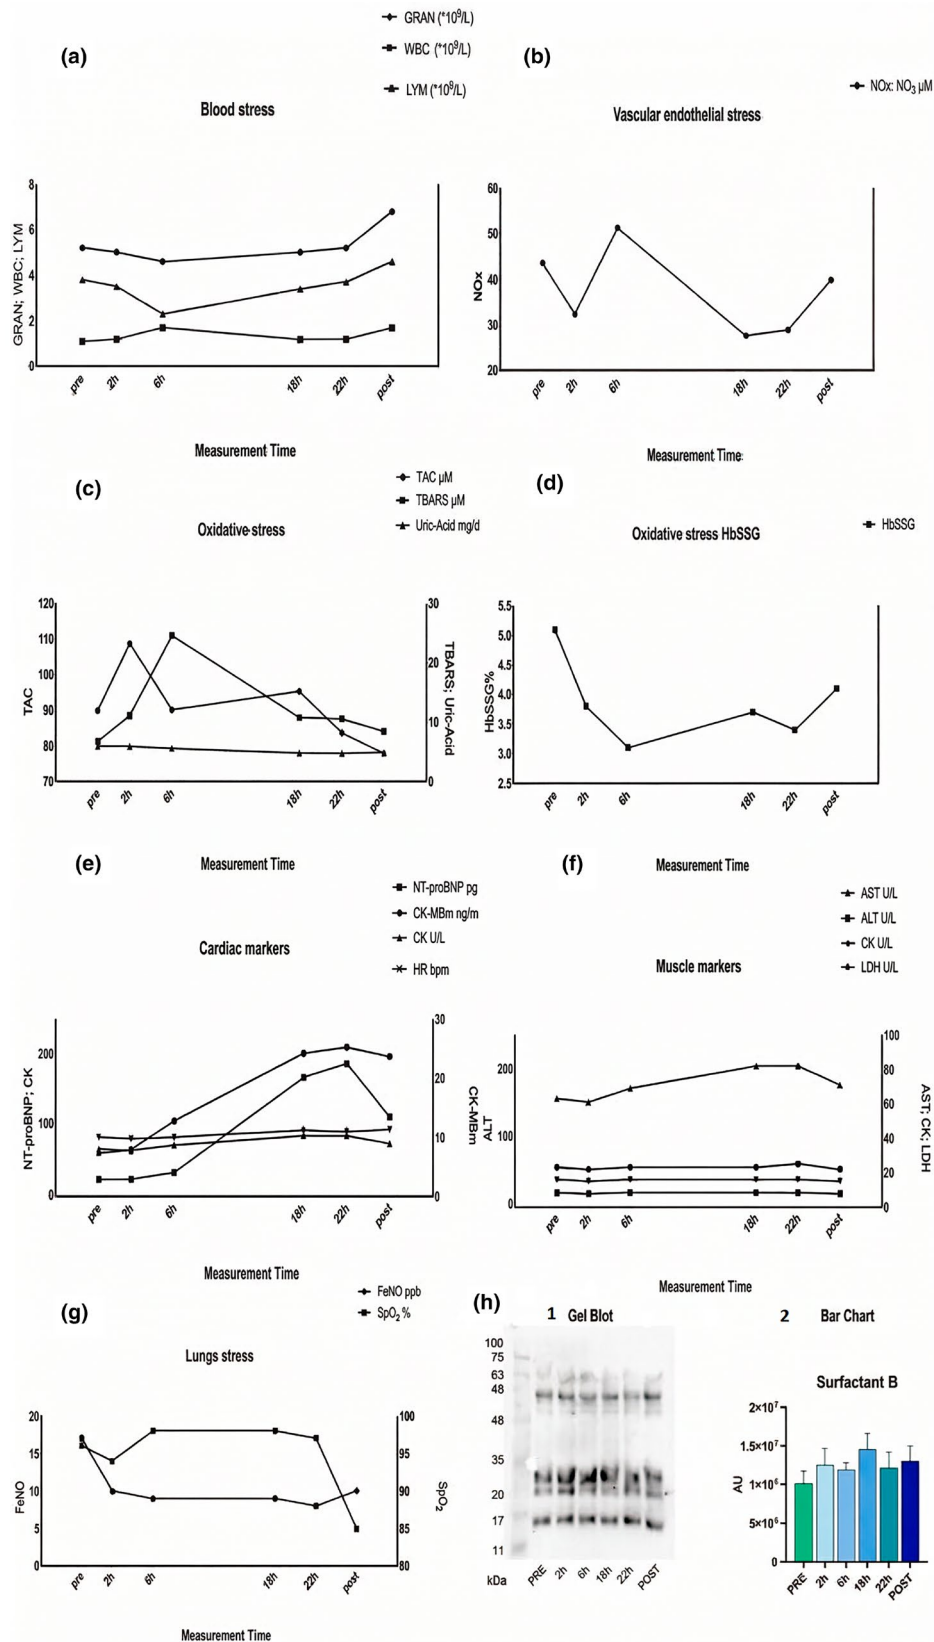 (a)
GRAN (*10⁹/L)
WBC (*10⁹/L)
LYM (*10⁹/L)
Blood stress
GRAN; WBC; LYM
8
6
4
2
0
pre
2h
6h
18h
22h
post
Measurement Time
(b)
NOx: NO₃ µM
Vascular endothelial stress
NOx
60
50
40
30
20
pre
2h
6h
18h
22h
post
Measurement Time
(c)
TAC µM
TBARS µM
Uric-Acid mg/d
Oxidative-stress
TAC
120
110
100
90
80
70
30
20
10
0
TBARS; Uric-Acid
pre
2h
6h
18h
22h
post
Measurement Time
(d)
HbSSG
Oxidative stress HbSSG
HbSSG%
5.5
5.0
4.5
4.0
3.5
3.0
2.5
pre
2h
6h
18h
22h
post
Measurement Time
(e)
NT-proBNP pg
CK-MBm ng/m
CK U/L
HR bpm
Cardiac markers
NT-proBNP; CK
200
100
0
30
20
10
0
CK-MBm
pre
2h
6h
18h
22h
post
Measurement Time
(f)
AST U/L
ALT U/L
CK U/L
LDH U/L
Muscle markers
ALT
200
100
0
100
80
60
40
20
0
AST; CK; LDH
pre
2h
6h
18h
22h
post
Measurement Time
(g)
FeNO ppb
SpO₂ %
Lungs stress
FeNO
20
15
10
5
0
100
95
90
85
80
SpO₂
pre
2h
6h
18h
22h
post
Measurement Time
(h)
1 Gel Blot
100
75
63
48
48
35
20
17
11
kDa
PRE
2h
6h
18h
22h
POST
2 Bar Chart
Surfactant B
AU
2×10⁷
1.5×10⁷
1×10⁶
5×10⁶
0
PRE
2h
6h
18h
22h
POST